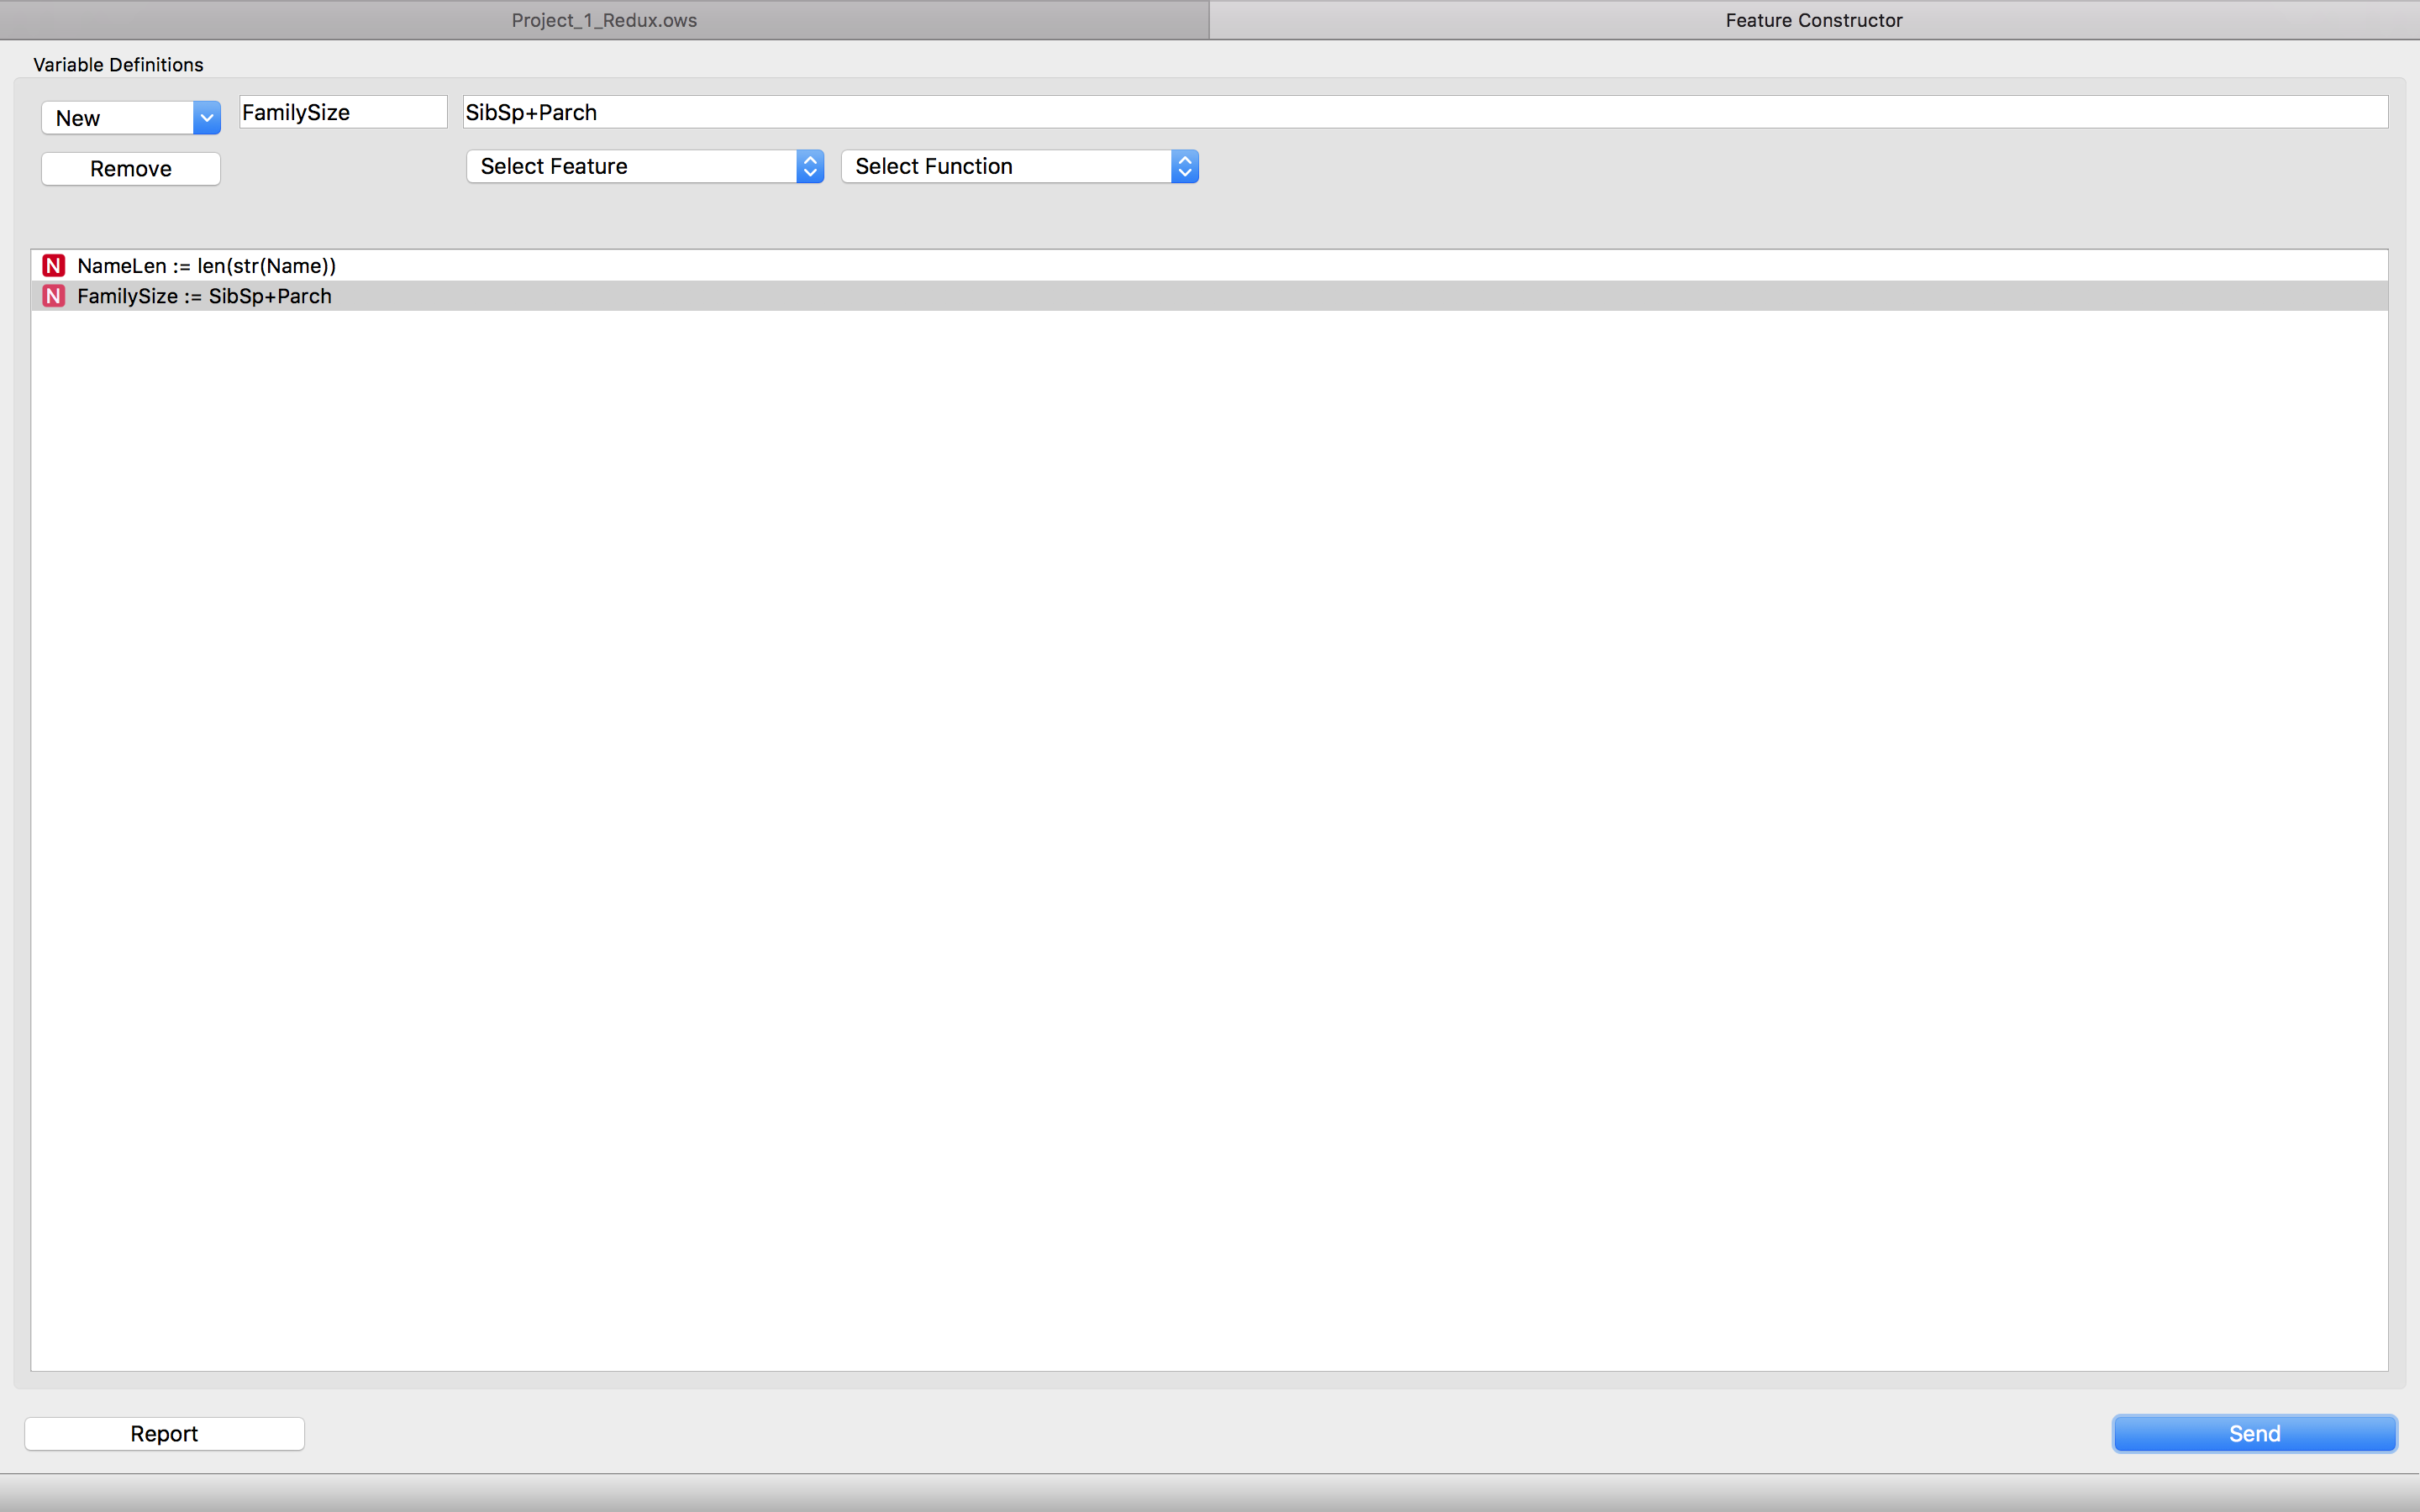 Project_1_Redux.ows Feature Constructor
Variable Definitions
New FamilySize SibSp+Parch
Remove Select Feature Select Function
N NameLen := len(str(Name))
N FamilySize := SibSp+Parch
Report Send